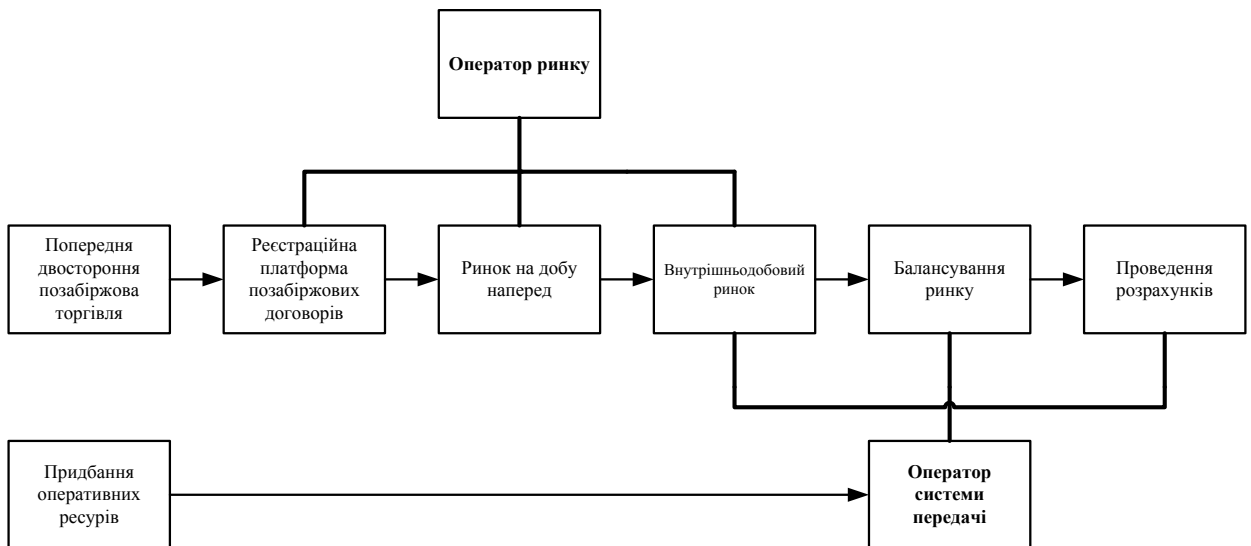 Оператор ринку
Попередня
двостороння
позабіржова
торгівля
Реєстраційна
платформа
позабіржових
договорів
Ринок на добу
наперед
Внутрішньодобовий
ринок
Балансування
ринку
Проведення
розрахунків
Придбання
оперативних
ресурів
Оператор
системи
передачі